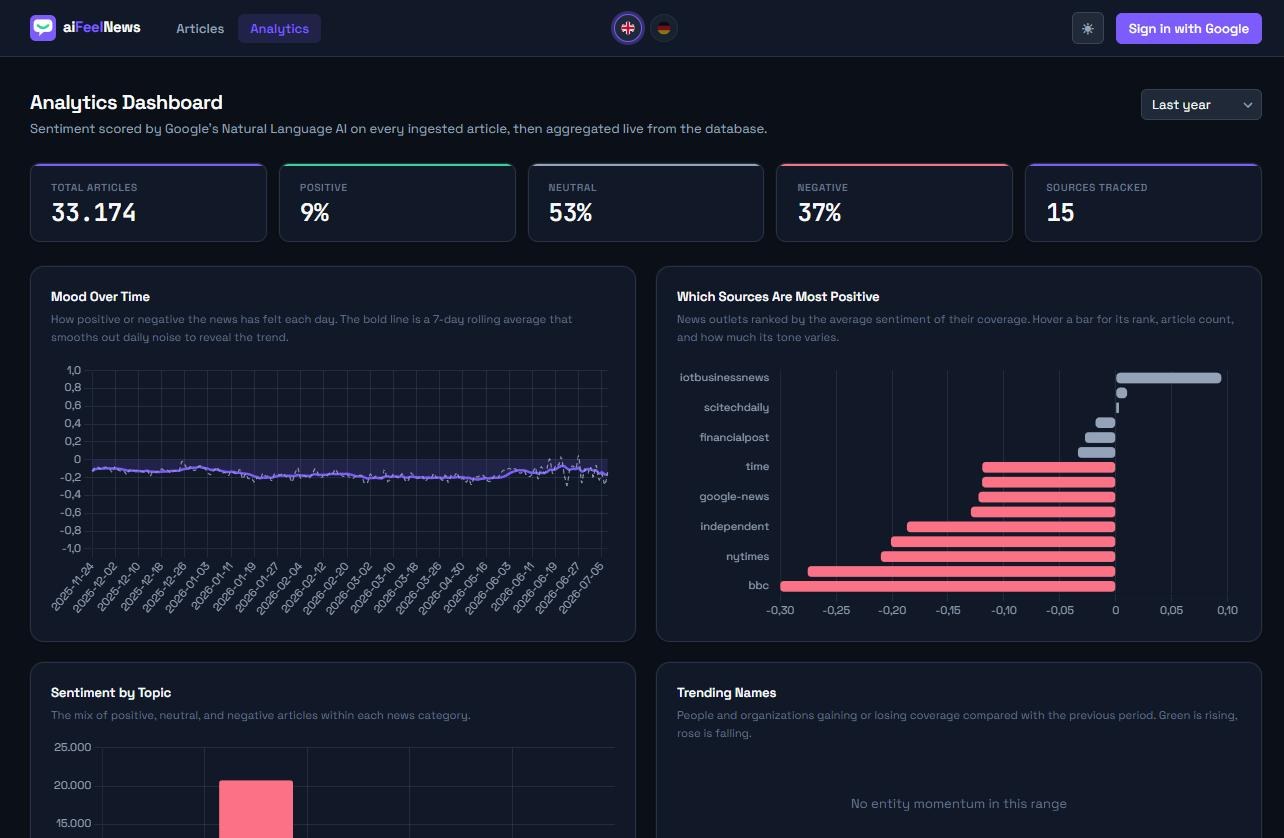 aiFeelNews
Articles
Analytics
Sign in with Google
Analytics Dashboard
Sentiment scored by Google's Natural Language AI on every ingested article, then aggregated live from the database.
Last year
TOTAL ARTICLES
33.174
POSITIVE
9%
NEUTRAL
53%
NEGATIVE
37%
SOURCES TRACKED
15
Mood Over Time
How positive or negative the news has felt each day. The bold line is a 7-day rolling average that
smooths out daily noise to reveal the trend.
1,0
0,8
0,6
0,4
0,2
0
-0,2
-0,4
-0,6
-0,8
-1,0
2025-11-24
2025-12-02
2025-12-10
2025-12-18
2025-12-26
2026-01-03
2026-01-11
2026-01-19
2026-01-27
2026-02-04
2026-02-12
2026-02-20
2026-03-02
2026-03-10
2026-03-18
2026-03-26
2026-04-30
2026-05-16
2026-06-03
2026-06-11
2026-06-19
2026-06-27
2026-07-05
Which Sources Are Most Positive
News outlets ranked by the average sentiment of their coverage. Hover a bar for its rank, article count,
and how much its tone varies.
iotbusinessnews
scitechdaily
financialpost
time
google-news
independent
nytimes
bbc
-0,30
-0,25
-0,20
-0,15
-0,10
-0,05
0
0,05
0,10
Sentiment by Topic
The mix of positive, neutral, and negative articles within each news category.
25.000
20.000
15.000
Trending Names
People and organizations gaining or losing coverage compared with the previous period. Green is rising,
rose is falling.
No entity momentum in this range